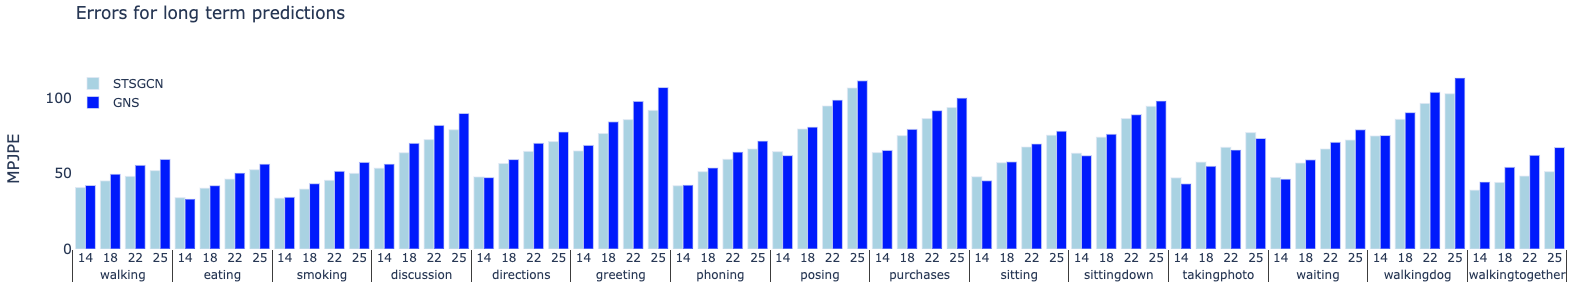 Errors for long term predictions
STSGCN
GNS
MPJPE
100
50
0
14 18 22 25 14 18 22 25 14 18 22 25 14 18 22 25 14 18 22 25 14 18 22 25 14 18 22 25 14 18 22 25 14 18 22 25 14 18 22 25 14 18 22 25 14 18 22 25 14 18 22 25 14 18 22 25 14 18 22 25
walking eating smoking discussion directions greeting phoning posing purchases sitting sittingdown takingphoto waiting walkingdog walkingtogether